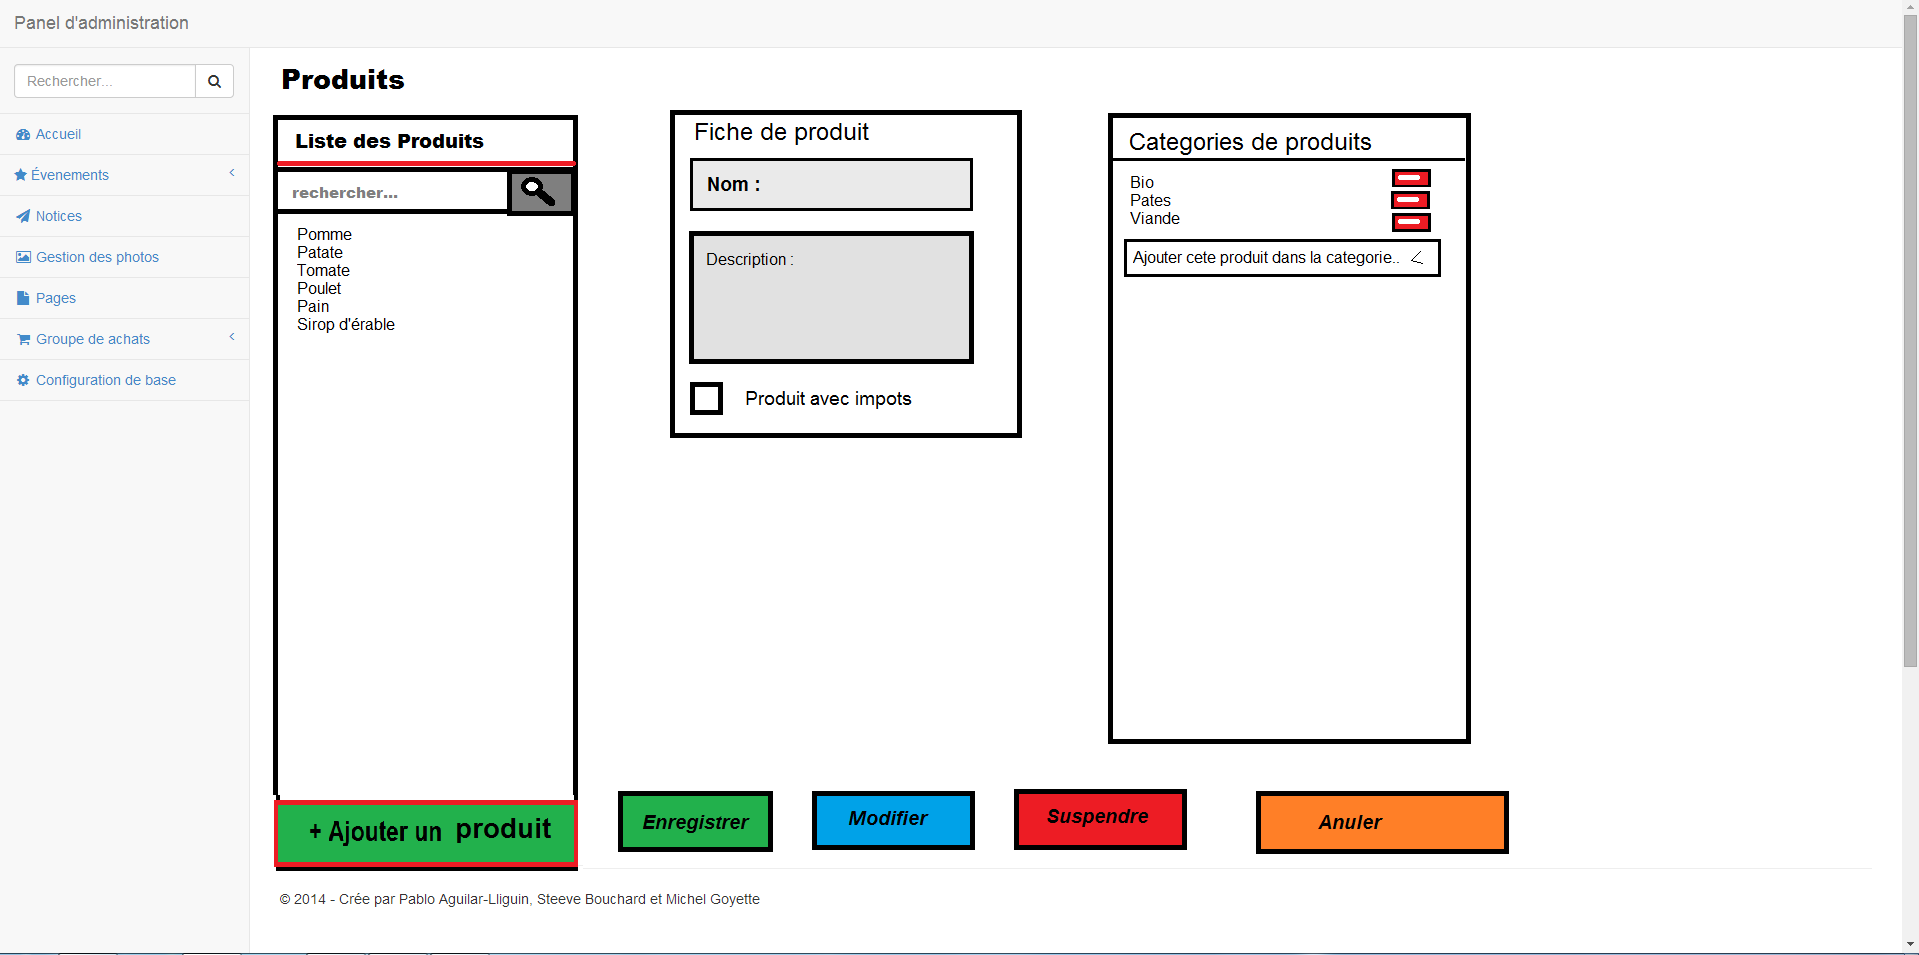 Panel d'administration
Rechercher...
Accueil
Évenements
Notices
Gestion des photos
Pages
Groupe de achats
Configuration de base
Produits
Liste des Produits
rechercher...
Pomme
Patate
Tomate
Poulet
Pain
Sirop d'érable
+ Ajouter un produit
Fiche de produit
Nom :
Description :
Produit avec impots
Categories de produits
Bio
Pates
Viande
Ajouter cete produit dans la categorie..
Enregistrer
Modifier
Suspendre
Anuler
© 2014 - Crée par Pablo Aguilar-Lliguin, Steeve Bouchard et Michel Goyette